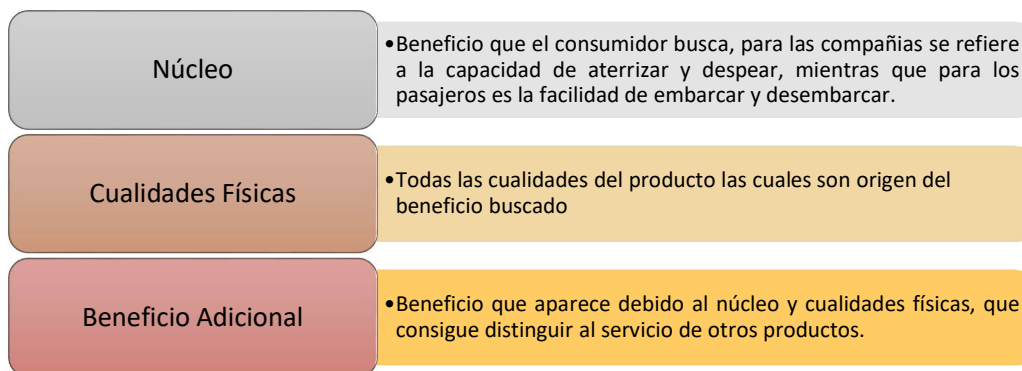 Núcleo
•Beneficio que el consumidor busca, para las compañias se refiere
a la capacidad de aterrizar y despear, mientras que para los
pasajeros es la facilidad de embarcar y desembarcar.
Cualidades Físicas
•Todas las cualidades del producto las cuales son origen del
beneficio buscado
Beneficio Adicional
•Beneficio que aparece debido al núcleo y cualidades físicas, que
consigue distinguir al servicio de otros productos.